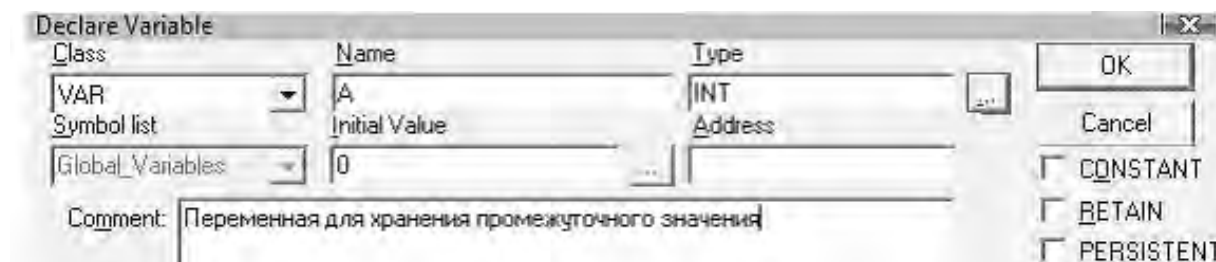 Declare Variable
Class Name Type OK
VAR A INT ...
Symbol list Initial Value Address Cancel
Global_Variables 0 ... CONSTANT
Comment: Переменная для хранения промежуточного значения RETAIN
PERSISTENT